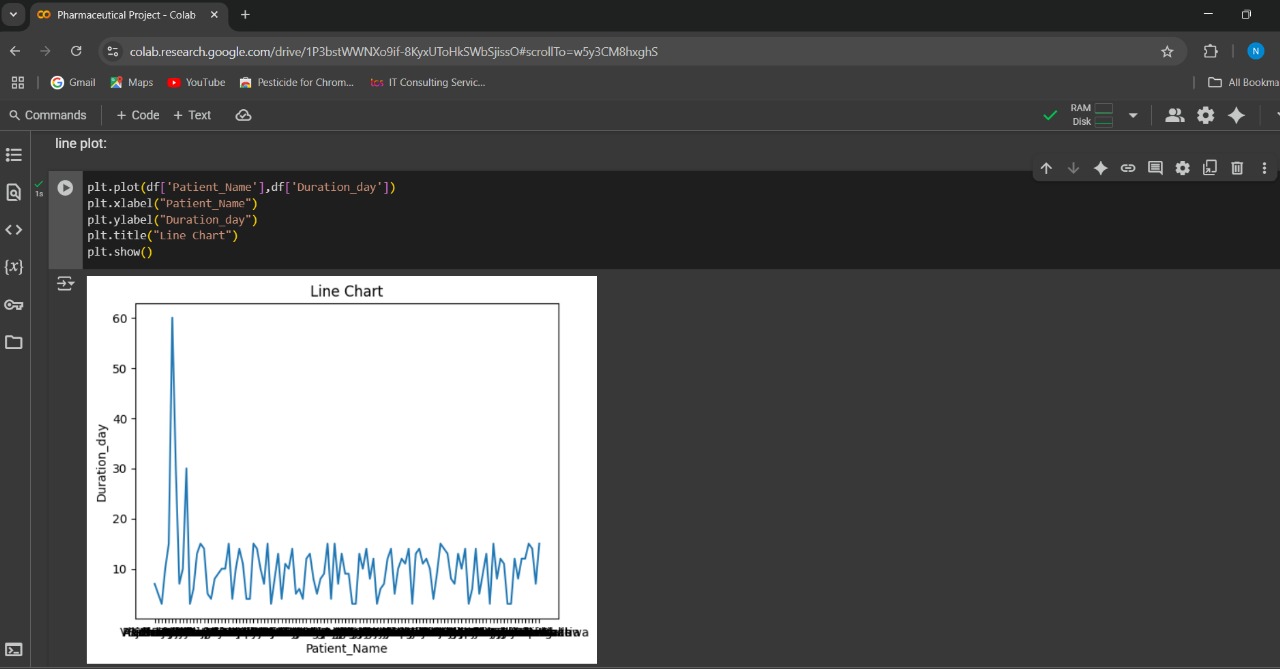 Pharmaceutical Project - Colab
colab.research.google.com/drive/1P3bstWWNXo9if-8KyxUToHkSWbSjissO#scrollTo=w5y3CM8hxghS
N
Gmail
Maps
YouTube
Pesticide for Chrom...
tcs IT Consulting Servic...
All Bookma
Commands
+ Code
+ Text
RAM
Disk
line plot:
1s
plt.plot(df['Patient_Name'],df['Duration_day'])
plt.xlabel("Patient_Name")
plt.ylabel("Duration_day")
plt.title("Line Chart")
plt.show()
{x}
Line Chart
60
50
40
30
20
10
Duration_day
Patient_Name